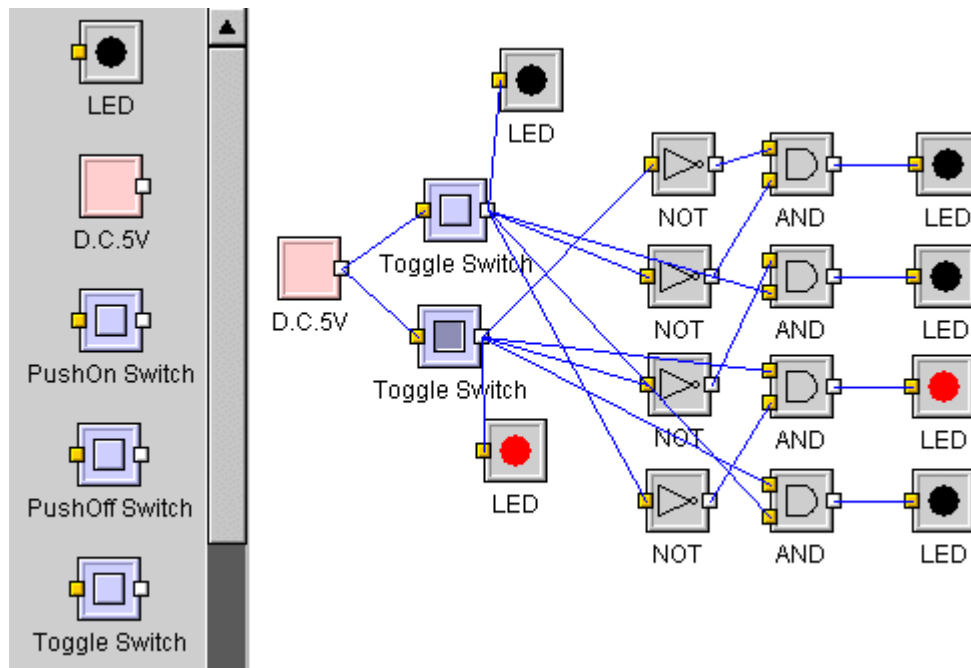 LED
D.C.5V
PushOn Switch
PushOff Switch
Toggle Switch
LED
Toggle Switch
D.C.5V
Toggle Switch
LED
NOT
AND
LED
NOT
AND
LED
NOT
AND
LED
NOT
AND
LED